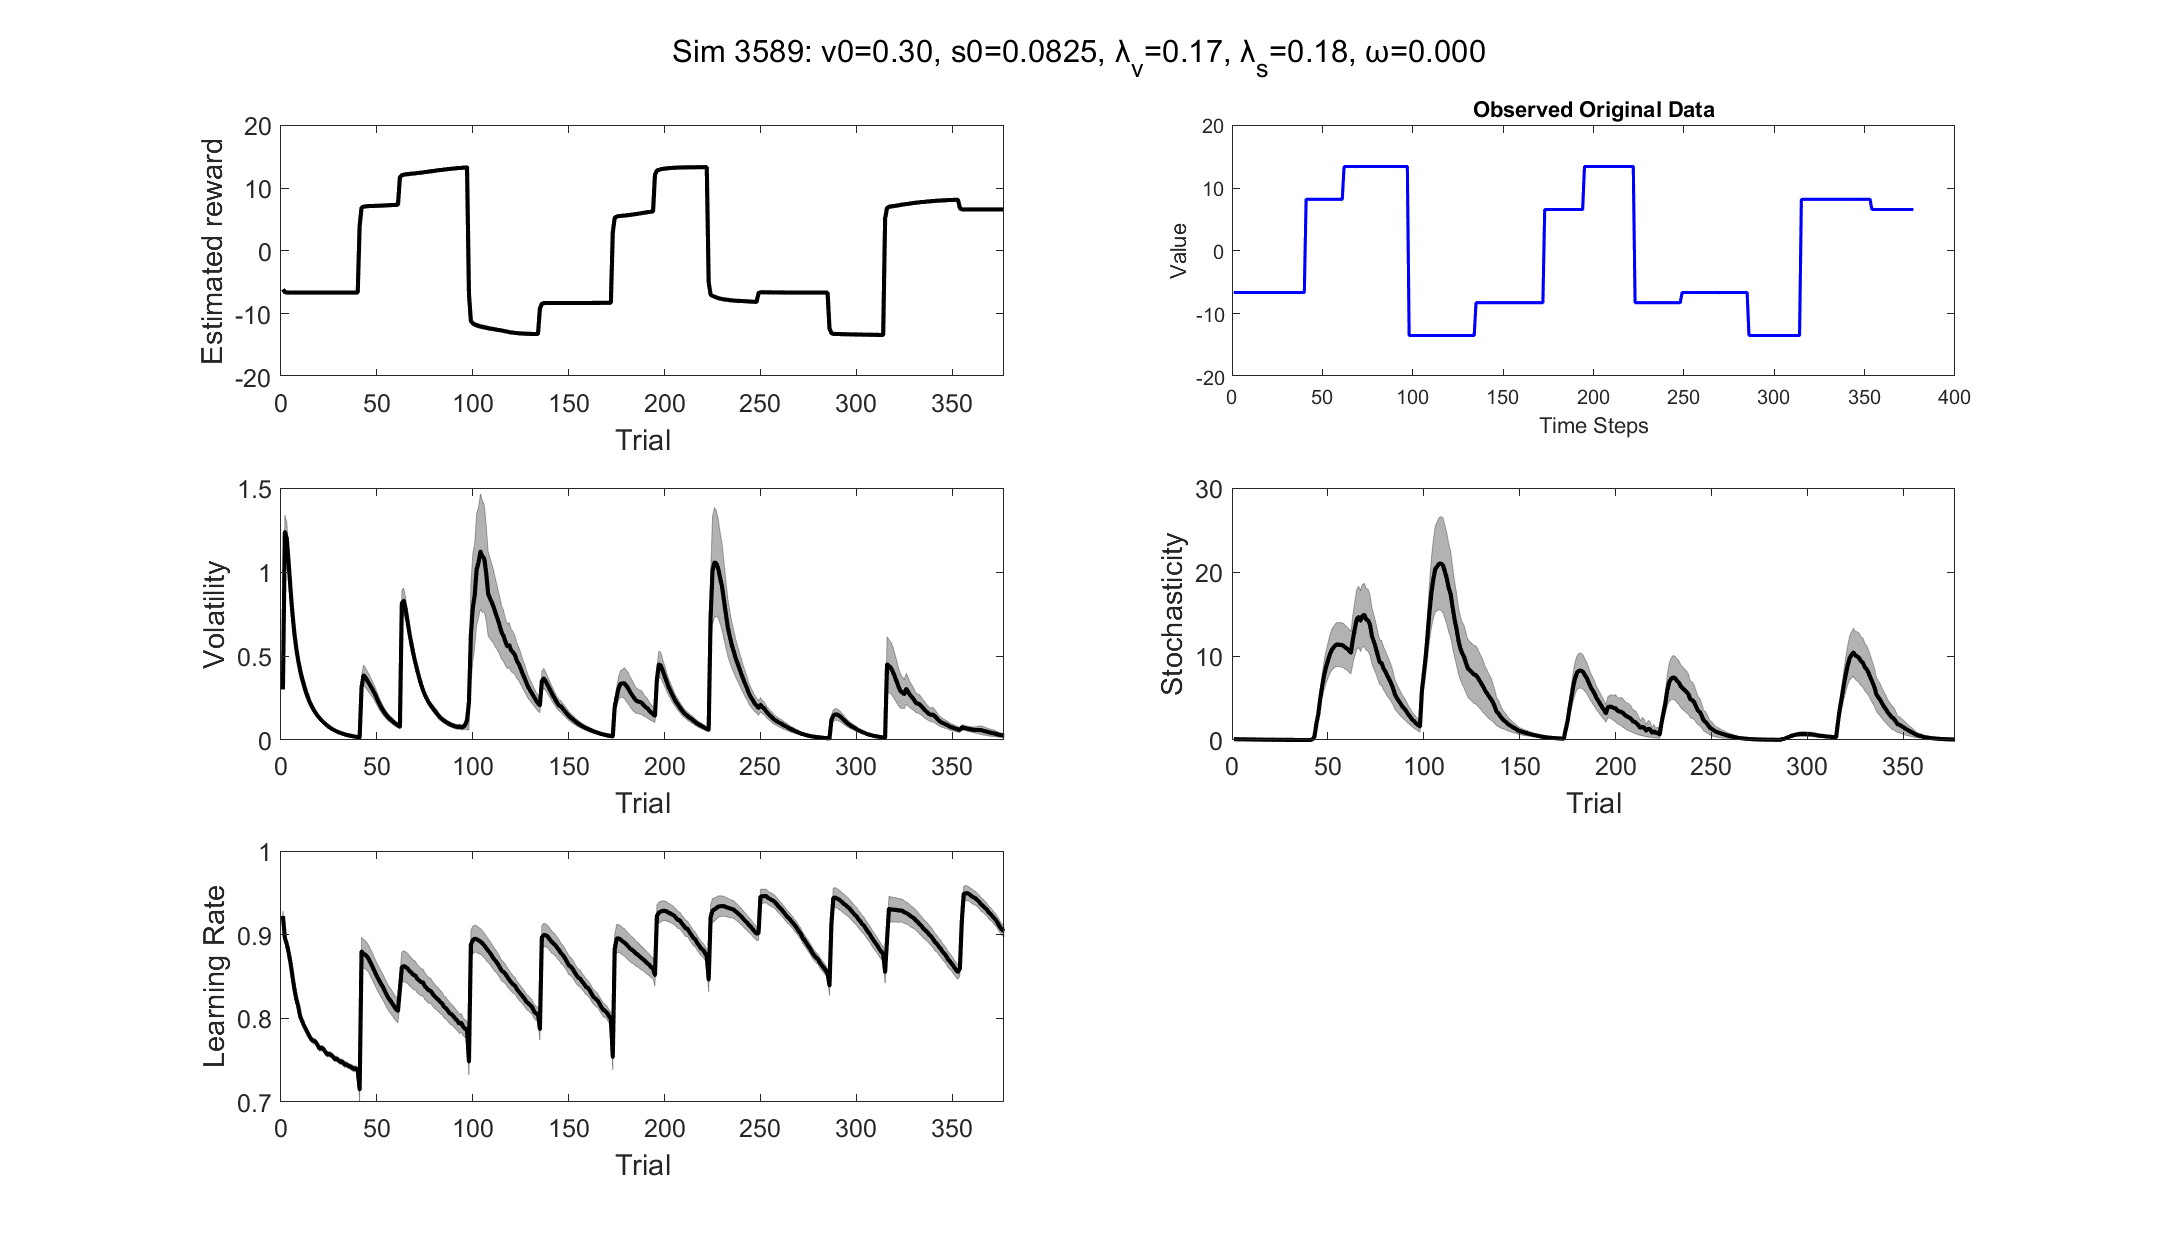 Sim 3589: v0=0.30, s0=0.0825, λv=0.17, λs=0.18, ω=0.000
Estimated reward
20
10
0
-10
-20
0 50 100 150 200 250 300 350
Trial
Observed Original Data
Value
20
10
0
-10
-20
0 50 100 150 200 250 300 350 400
Time Steps
Volatility
1.5
1
0.5
0
0 50 100 150 200 250 300 350
Trial
Stochasticity
30
20
10
0
0 50 100 150 200 250 300 350
Trial
Learning Rate
1
0.9
0.8
0.7
0 50 100 150 200 250 300 350
Trial